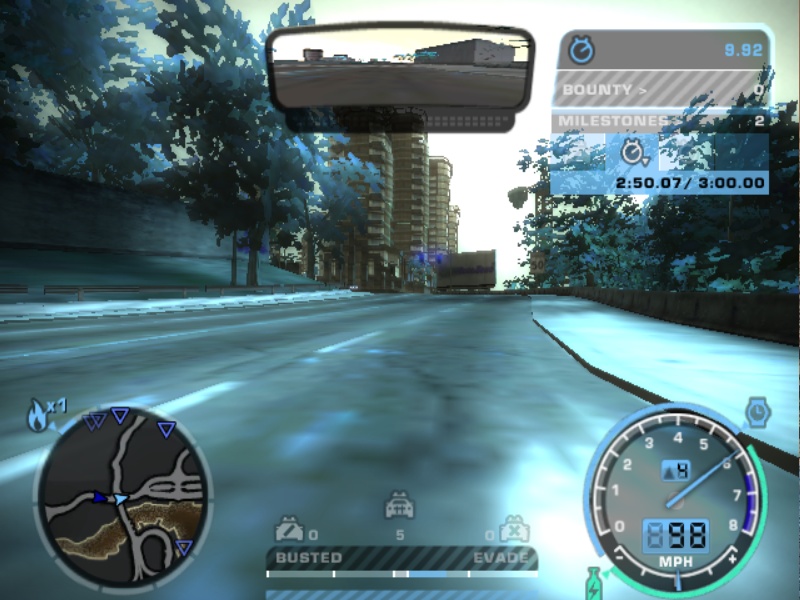 9.92
BOUNTY > 0
MILESTONES 2
2:50.07/ 3:00.00
x1
0 1 2 3 4 5 6 7 8
4
98
MPH
0 5 0
BUSTED EVADE